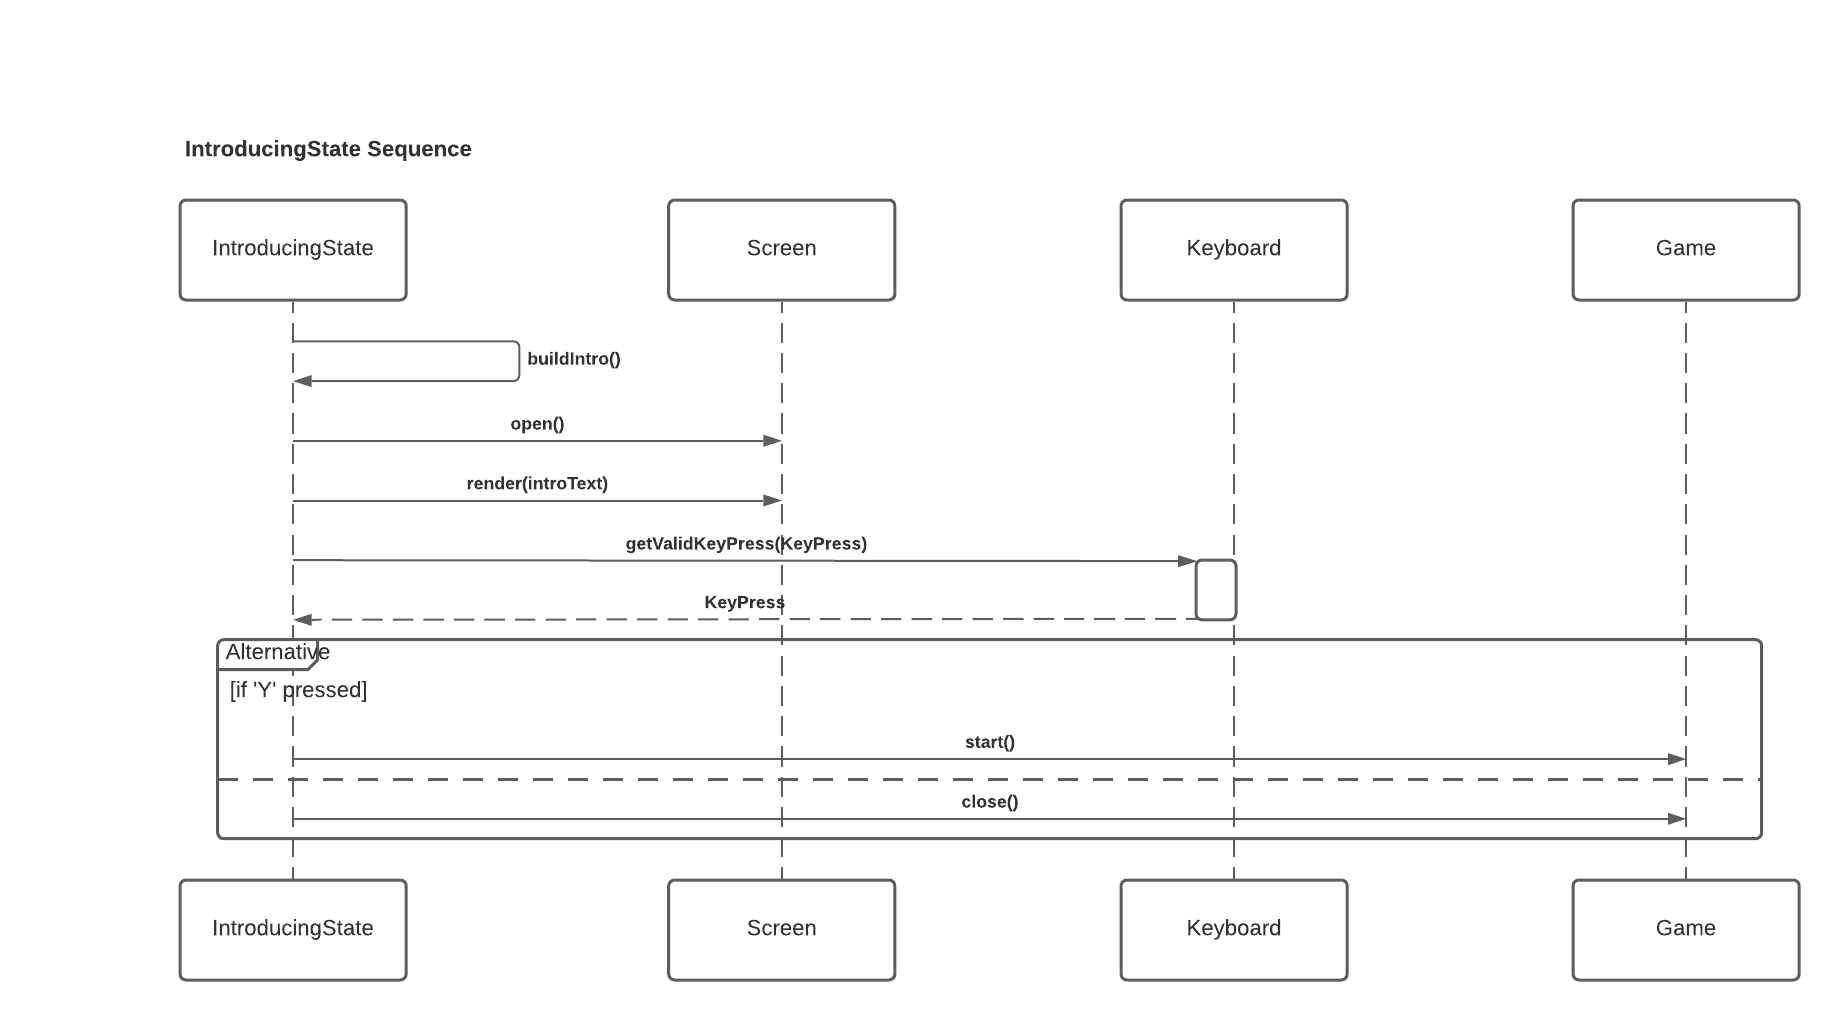 IntroducingState Sequence
IntroducingState
Screen
Keyboard
Game
buildIntro()
open()
render(introText)
getValidKeyPress(KeyPress)
KeyPress
Alternative
[if 'Y' pressed]
start()
close()
IntroducingState
Screen
Keyboard
Game